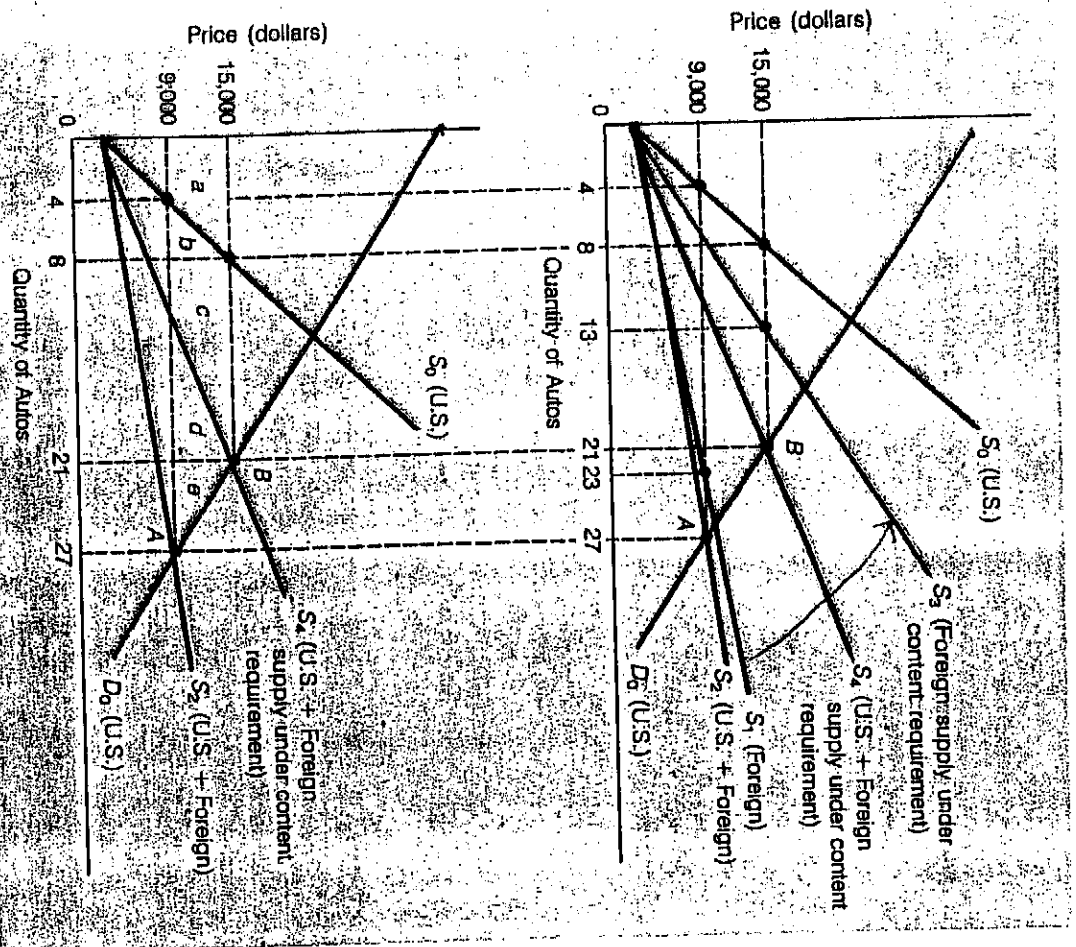 Price (dollars)
15,000
9,000
0
4
8
13
21
23
27
Quantity of Autos
A
B
S₀ (U.S.)
S₃ (Foreign supply under
content requirement)
S₄ (U.S. + Foreign
supply under content
requirement)
S₁ (Foreign)
S₂ (U.S. + Foreign)
D₀ (U.S.)
Price (dollars)
15,000
9,000
0
4
8
21
27
Quantity of Autos
a
b
c
d
e
A
B
S₀ (U.S.)
S₄ (U.S. + Foreign
supply under content
requirement)
S₂ (U.S. + Foreign)
D₀ (U.S.)